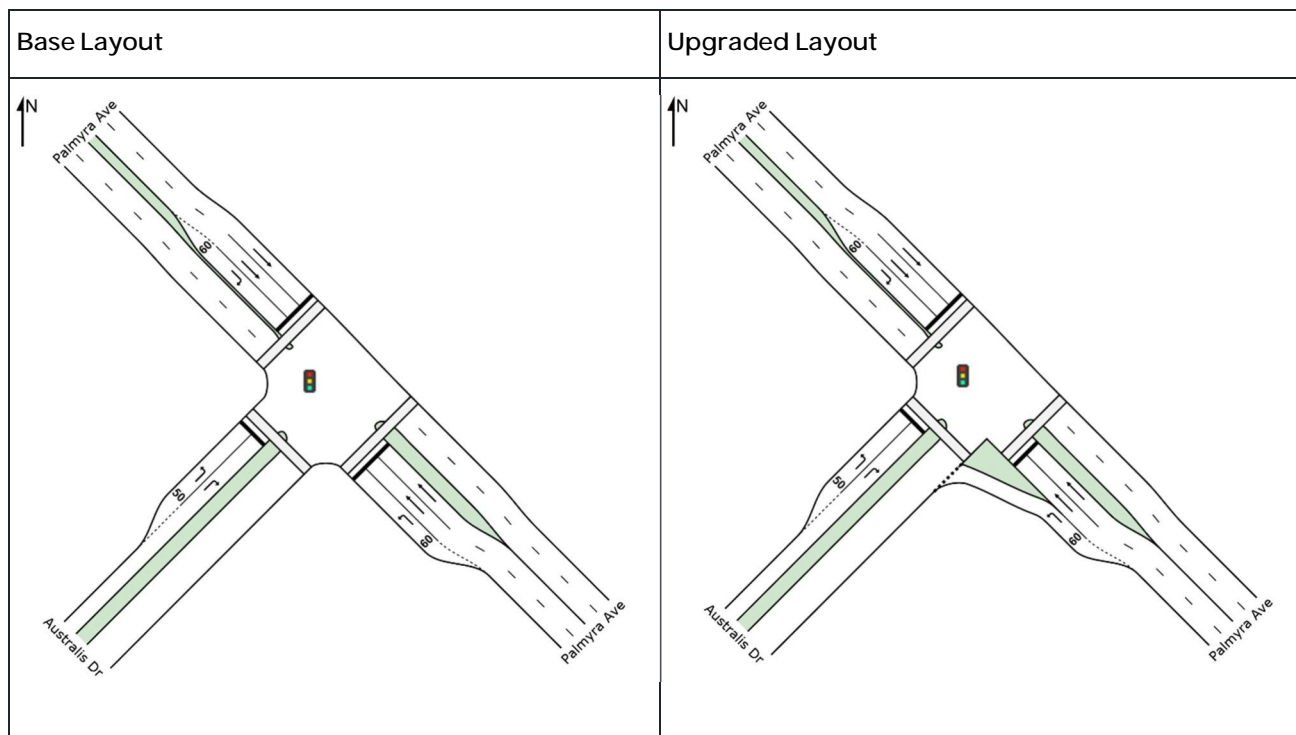 Base Layout
Upgraded Layout
N
Palmyra Ave
60
50
60
Australis Dr
Palmyra Ave
N
Palmyra Ave
60
50
60
Australis Dr
Palmyra Ave